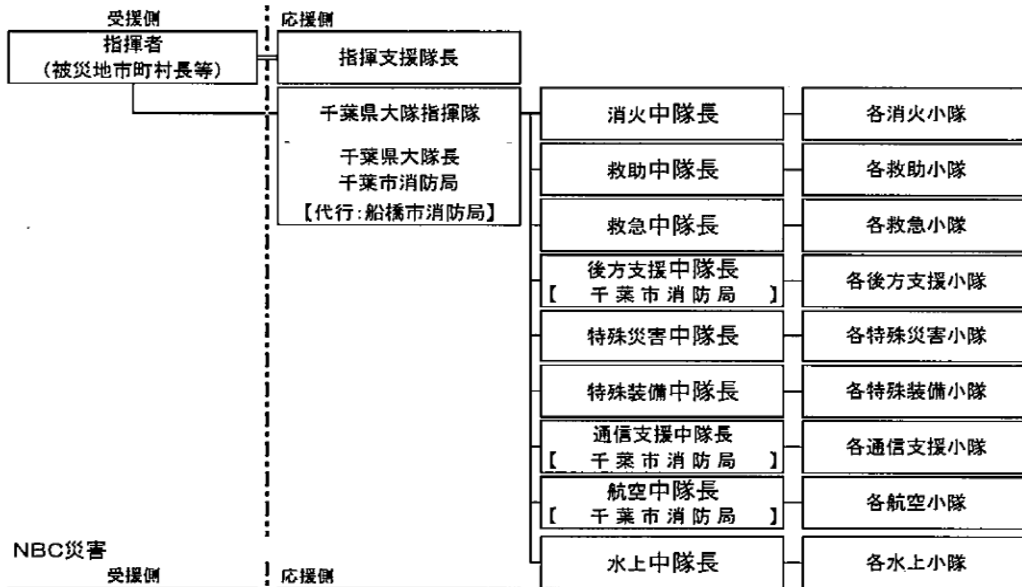 受援側
応援側
指揮者
(被災地市町村長等)
指揮支援隊長
千葉県大隊指揮隊
千葉県大隊長
千葉市消防局
【代行:船橋市消防局】
消火中隊長
各消火小隊
救助中隊長
各救助小隊
救急中隊長
各救急小隊
後方支援中隊長
【 千葉市消防局 】
各後方支援小隊
特殊災害中隊長
各特殊災害小隊
特殊装備中隊長
各特殊装備小隊
通信支援中隊長
【 千葉市消防局 】
各通信支援小隊
航空中隊長
【 千葉市消防局 】
各航空小隊
水上中隊長
各水上小隊
NBC災害
受援側
応援側